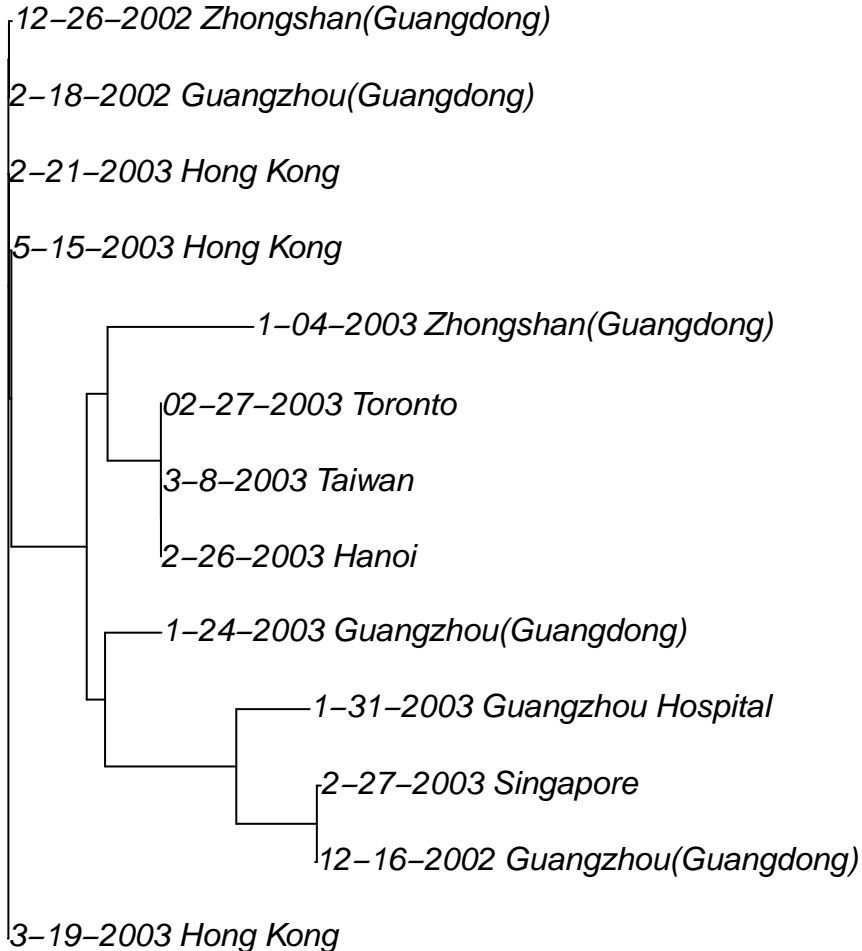 12–26–2002 Zhongshan(Guangdong)
2–18–2002 Guangzhou(Guangdong)
2–21–2003 Hong Kong
5–15–2003 Hong Kong
1–04–2003 Zhongshan(Guangdong)
02–27–2003 Toronto
3–8–2003 Taiwan
2–26–2003 Hanoi
1–24–2003 Guangzhou(Guangdong)
1–31–2003 Guangzhou Hospital
2–27–2003 Singapore
12–16–2002 Guangzhou(Guangdong)
3–19–2003 Hong Kong